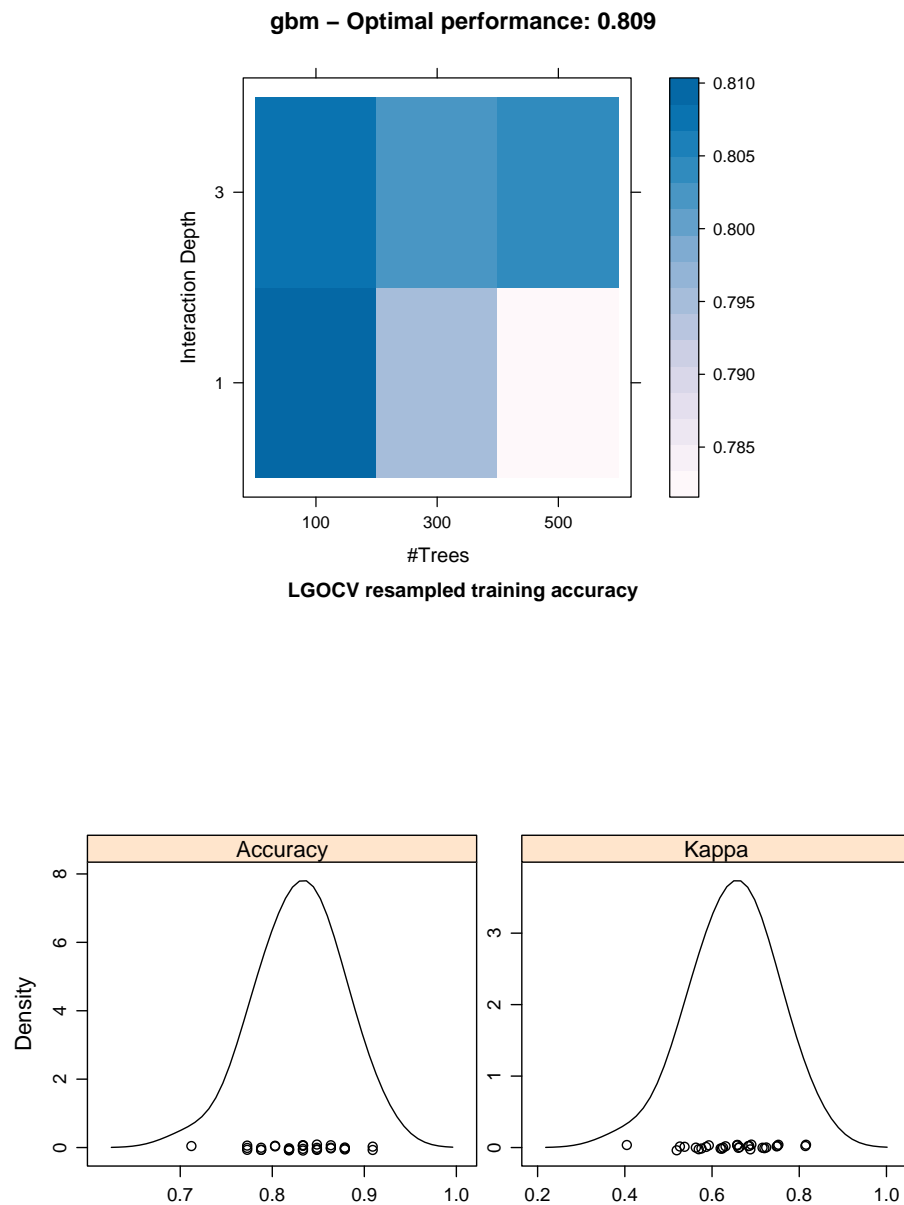 gbm – Optimal performance: 0.809
0.810
0.805
0.800
0.795
0.790
0.785
Interaction Depth
3
1
100 300 500
#Trees
LGOCV resampled training accuracy
Accuracy
Kappa
Density
8
6
4
2
0
0.7 0.8 0.9 1.0
3
2
1
0
0.2 0.4 0.6 0.8 1.0